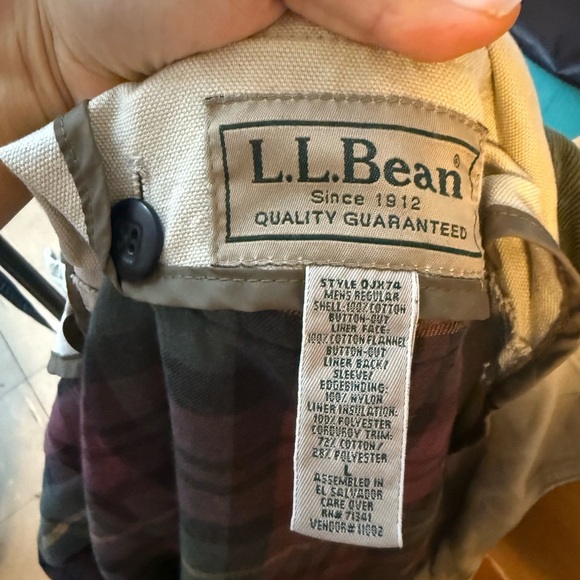 L.L.Bean®
Since 1912
QUALITY GUARANTEED
STYLE OJX74
MENS REGULAR
SHELL: 100% COTTON
BUTTON-OUT
LINER FACE:
100% COTTON FLANNEL
BUTTON-OUT
LINER BACK/
SLEEVE/
EDGEBINDING:
100% NYLON
LINER INSULATION:
100% POLYESTER
CORDUROY TRIM:
72% COTTON/
28% POLYESTER
L
ASSEMBLED IN
EL SALVADOR
CARE OVER
RN# 71341
VENDOR# 11002